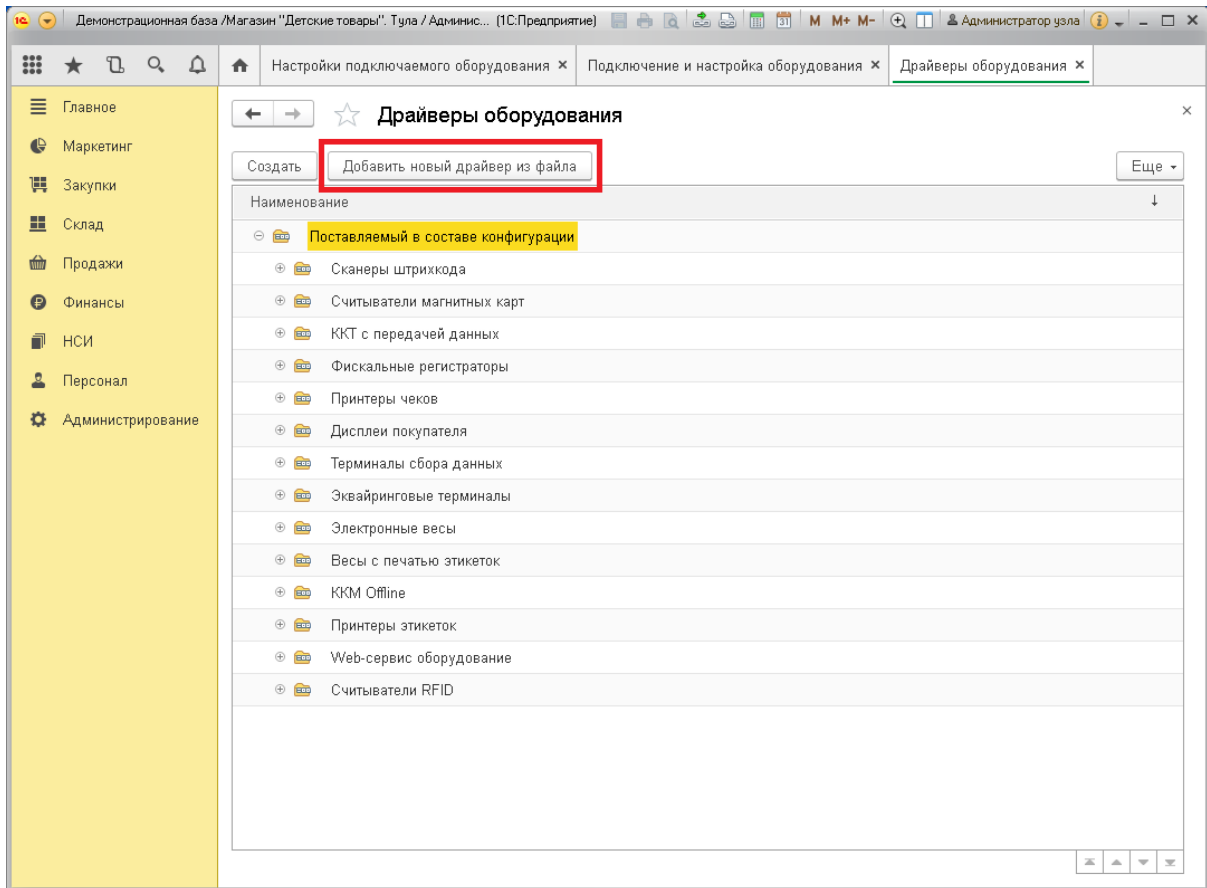 1С Демонстрационная база /Магазин "Детские товары". Тула / Админис... (1С:Предприятие) 31 M M+ M- Администратор узла
Настройки подключаемого оборудования × Подключение и настройка оборудования × Драйверы оборудования ×
Главное
Маркетинг
Закупки
Склад
Продажи
Финансы
НСИ
Персонал
Администрирование
Драйверы оборудования
Создать Добавить новый драйвер из файла Еще
Наименование
Поставляемый в составе конфигурации
Сканеры штрихкода
Считыватели магнитных карт
ККТ с передачей данных
Фискальные регистраторы
Принтеры чеков
Дисплеи покупателя
Терминалы сбора данных
Эквайринговые терминалы
Электронные весы
Весы с печатью этикеток
ККМ Offline
Принтеры этикеток
Web-сервис оборудование
Считыватели RFID